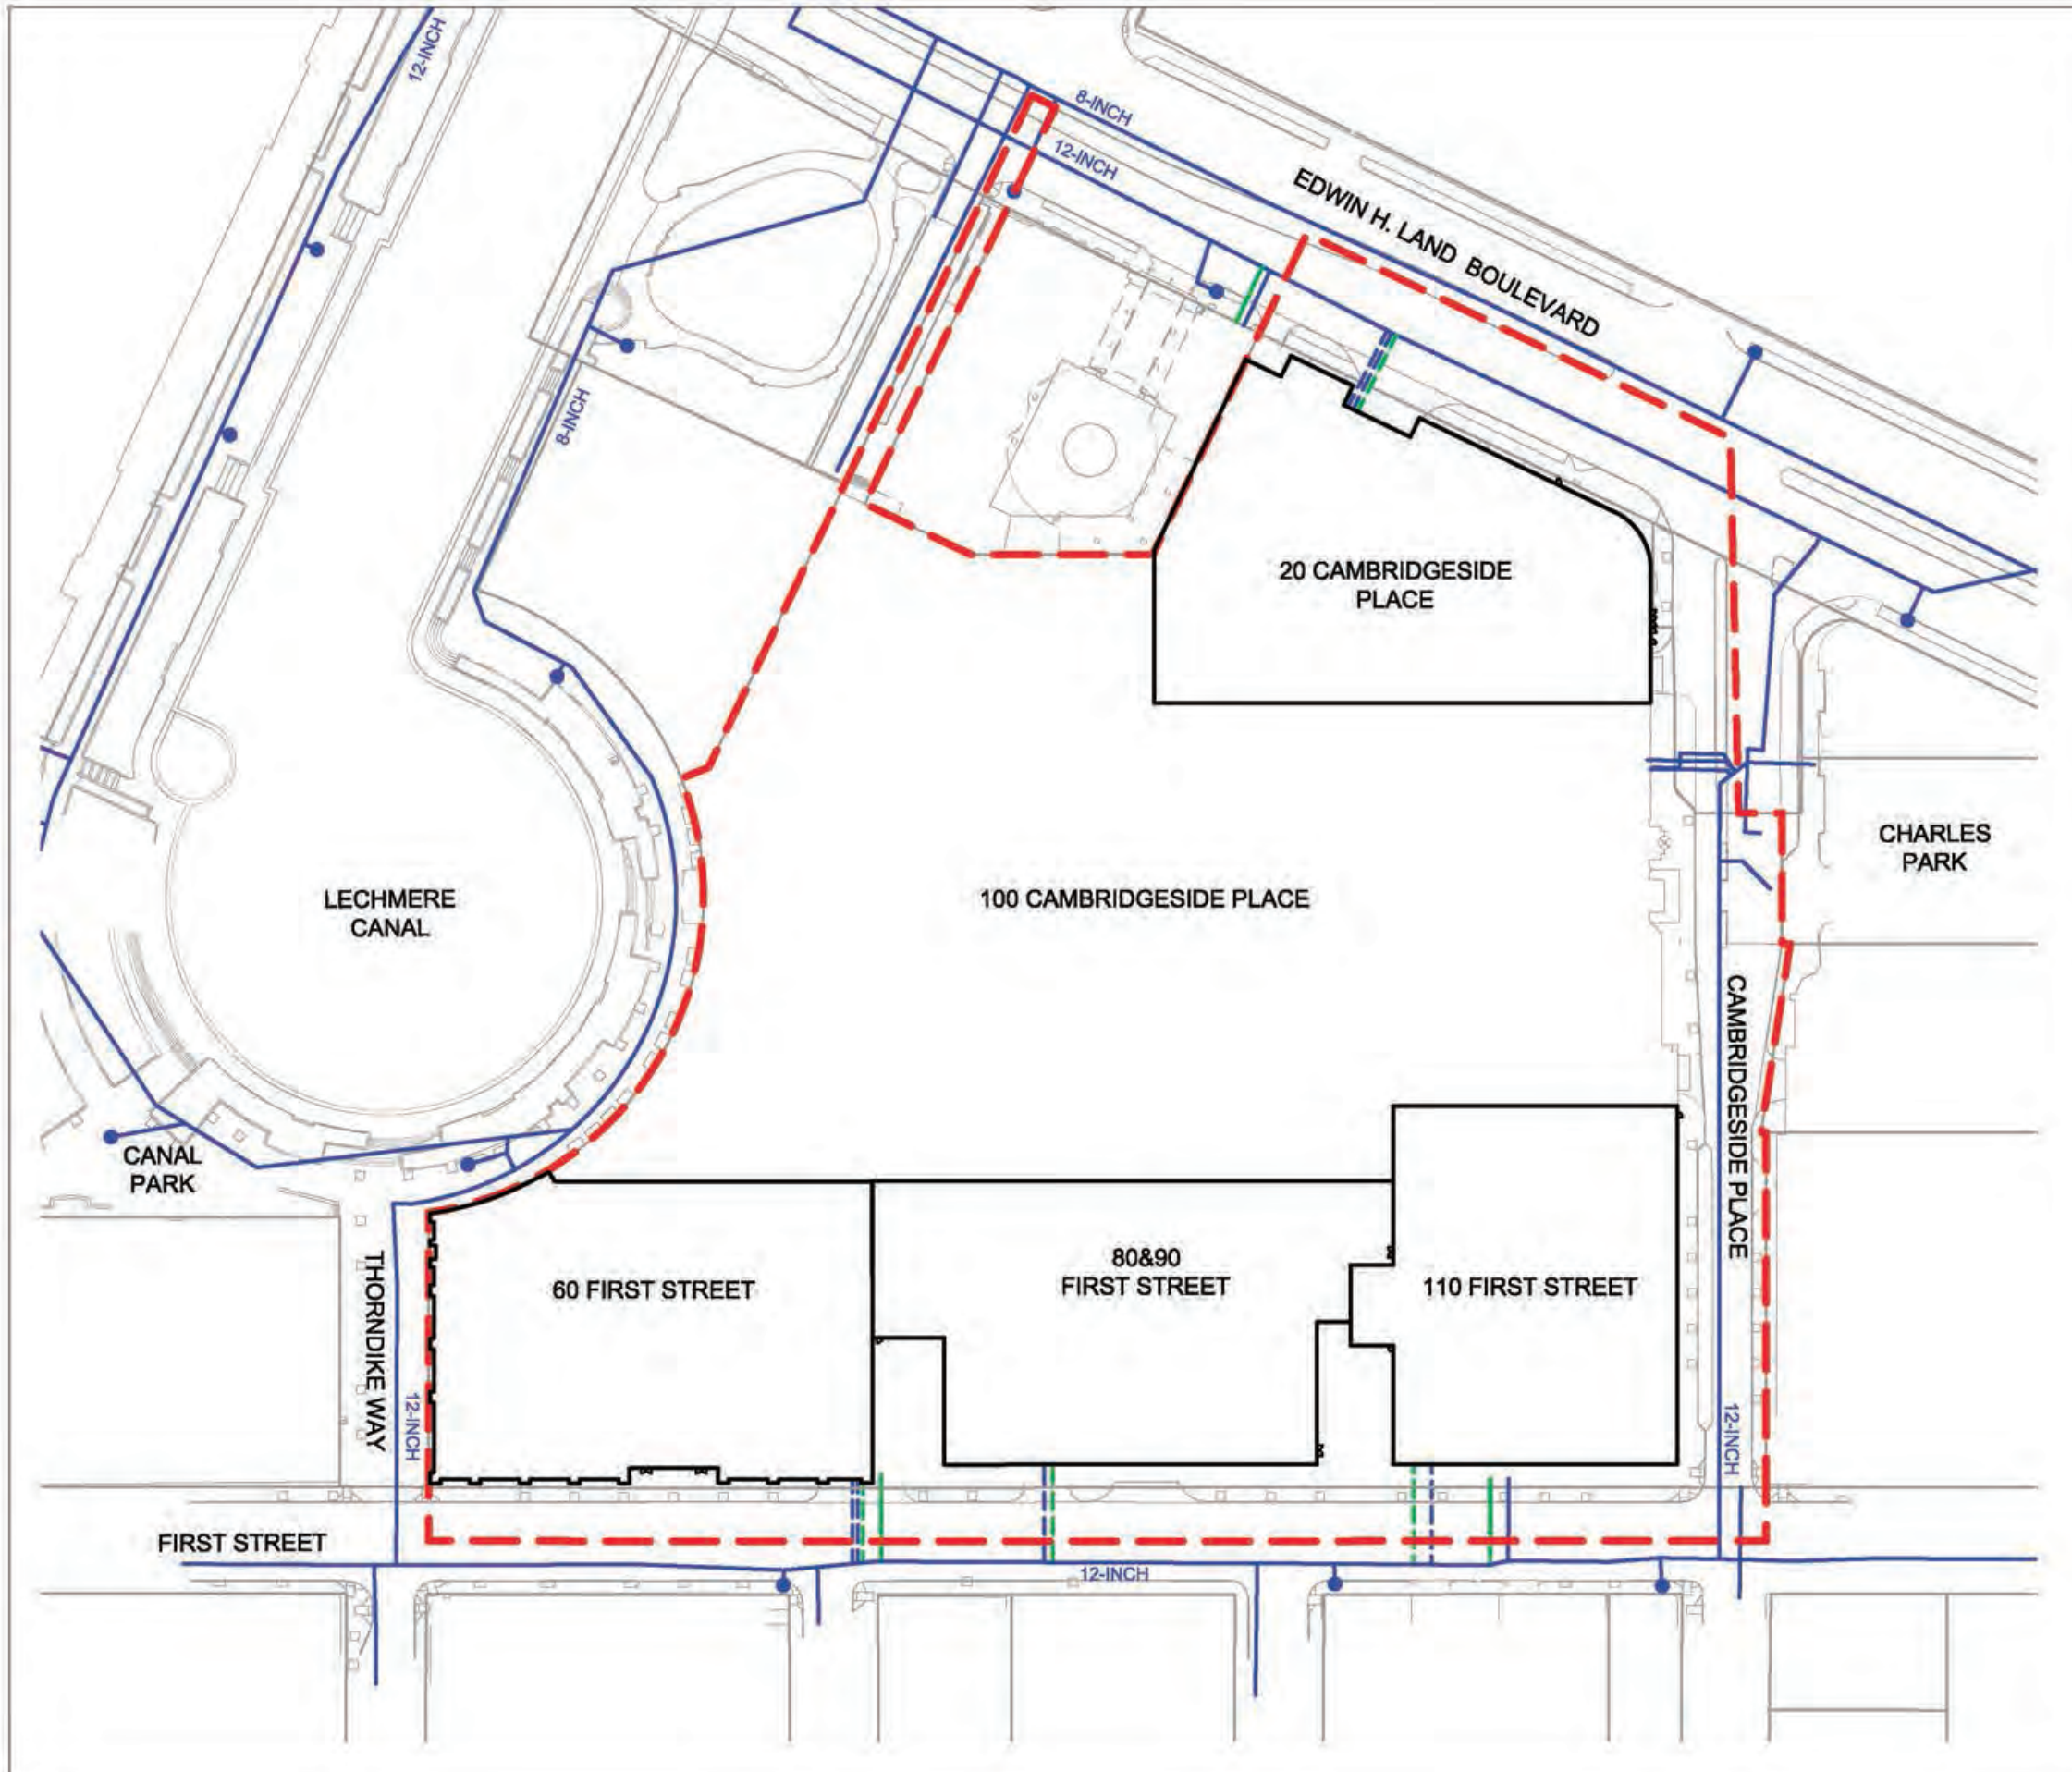 12-INCH
8-INCH
12-INCH
EDWIN H. LAND BOULEVARD
8-INCH
20 CAMBRIDGESIDE
PLACE
CHARLES
PARK
LECHMERE
CANAL
100 CAMBRIDGESIDE PLACE
CAMBRIDGESIDE PLACE
CANAL
PARK
THORNDIKE WAY
60 FIRST STREET
80&90
FIRST STREET
110 FIRST STREET
12-INCH
12-INCH
FIRST STREET
12-INCH